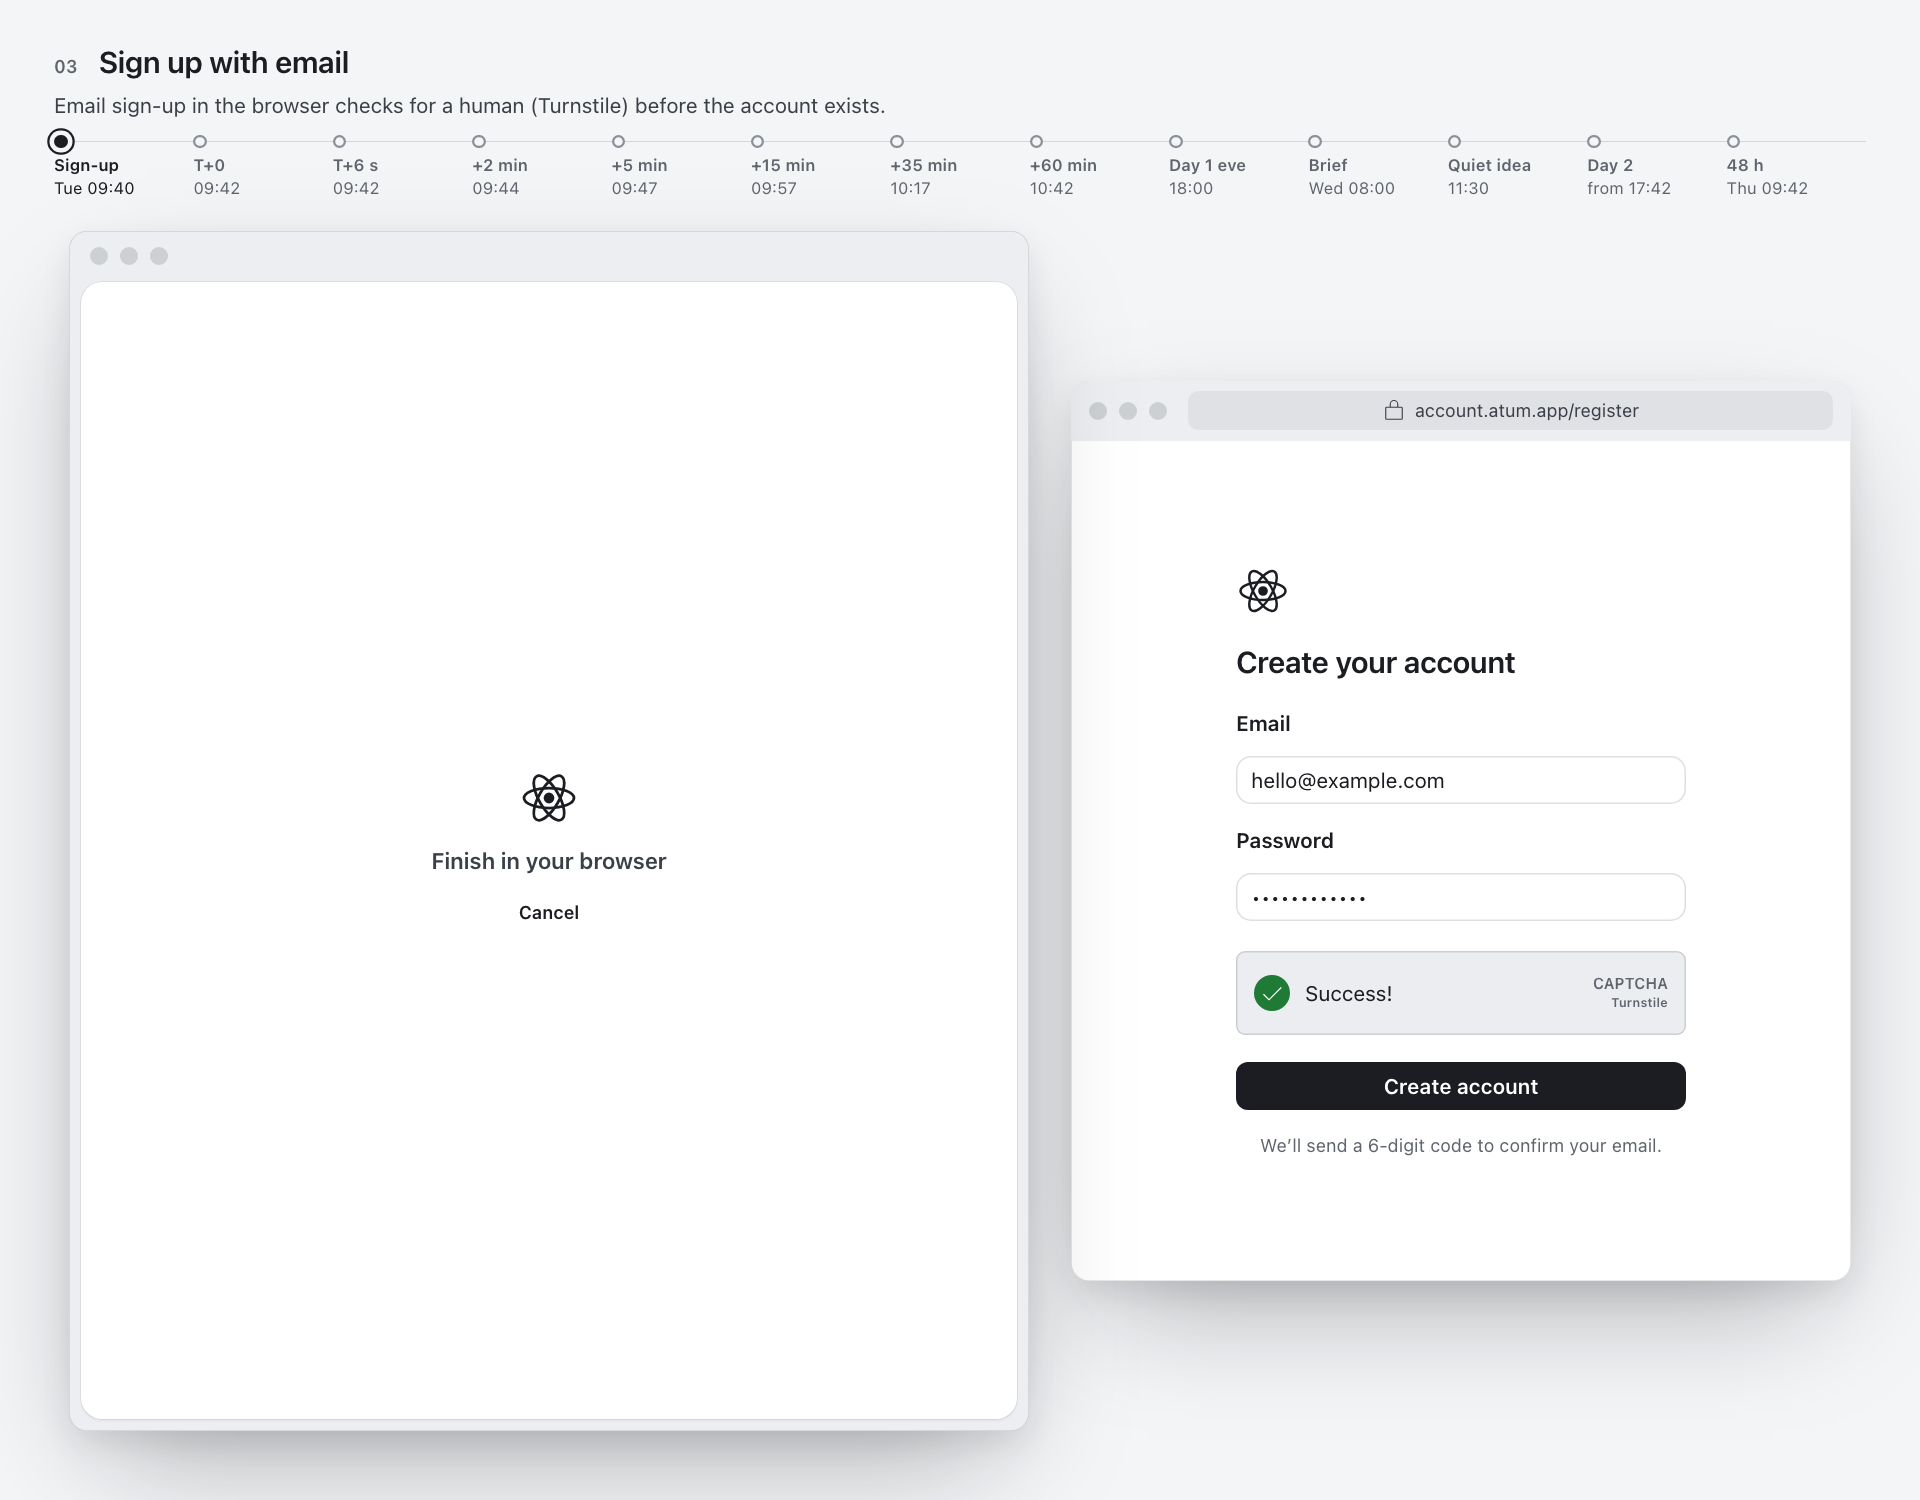 03 Sign up with email
Email sign-up in the browser checks for a human (Turnstile) before the account exists.
Sign-up T+0 T+6 s +2 min +5 min +15 min +35 min +60 min Day 1 eve Brief Quiet idea Day 2 48 h
Tue 09:40 09:42 09:42 09:44 09:47 09:57 10:17 10:42 18:00 Wed 08:00 11:30 from 17:42 Thu 09:42
Finish in your browser
Cancel
account.atum.app/register
Create your account
Email
hello@example.com
Password
••••••••••••
Success!
CAPTCHA
Turnstile
Create account
We’ll send a 6-digit code to confirm your email.